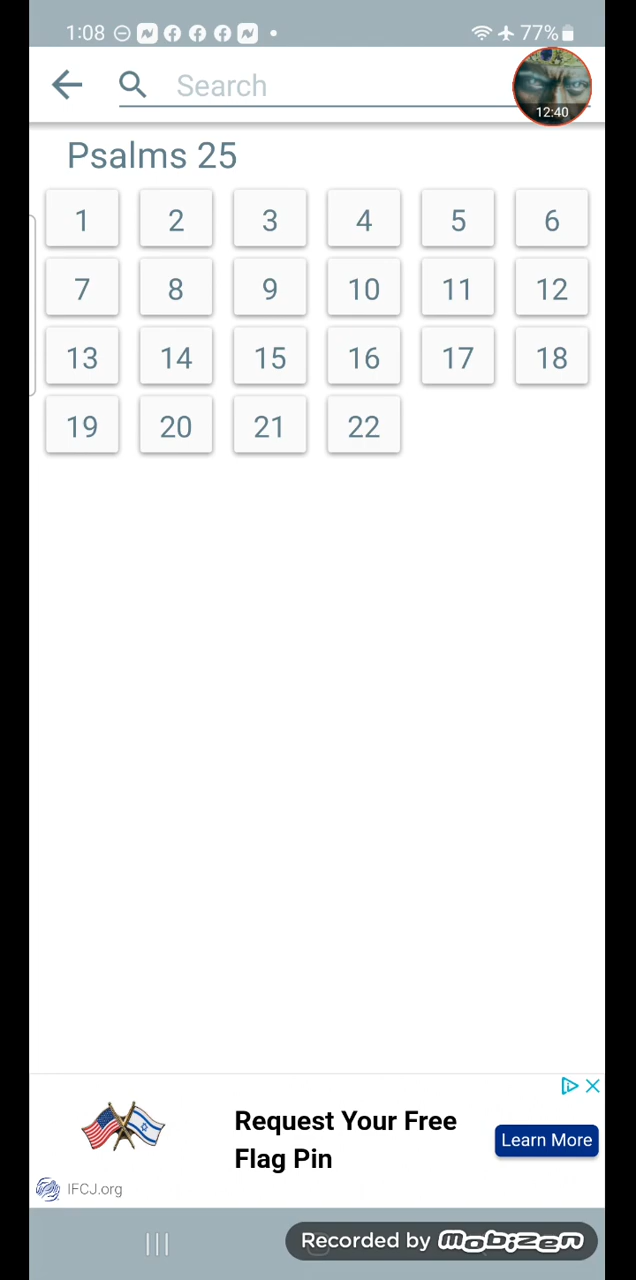 1:08 77%
Search
12:40
Psalms 25
1 2 3 4 5 6
7 8 9 10 11 12
13 14 15 16 17 18
19 20 21 22
Request Your Free
Flag Pin
Learn More
IFCJ.org
Recorded by mobizen